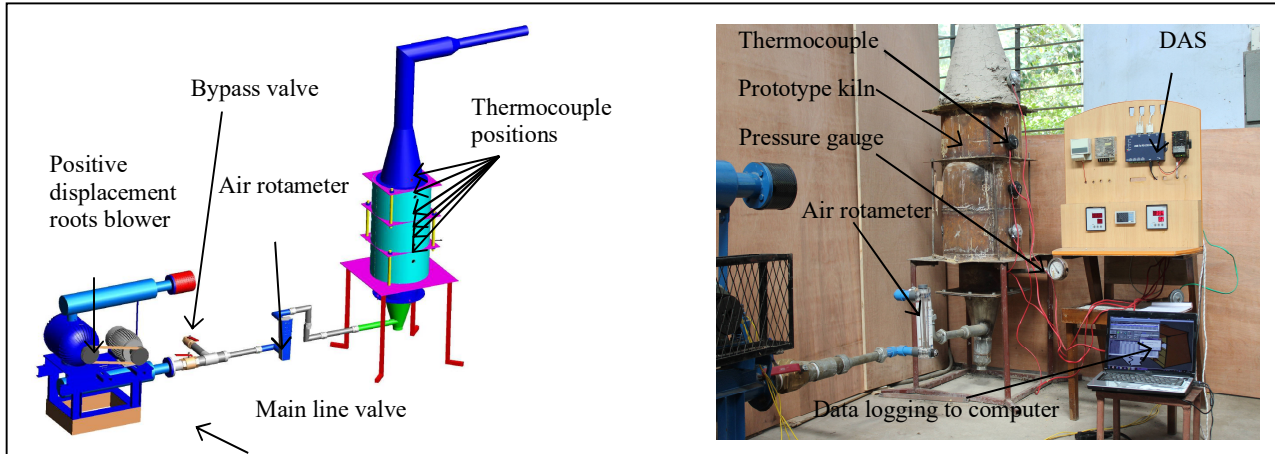 Bypass valve
Thermocouple
positions
Positive
displacement
roots blower
Air rotameter
Main line valve
Thermocouple
DAS
Prototype kiln
Pressure gauge
Air rotameter
Data logging to computer